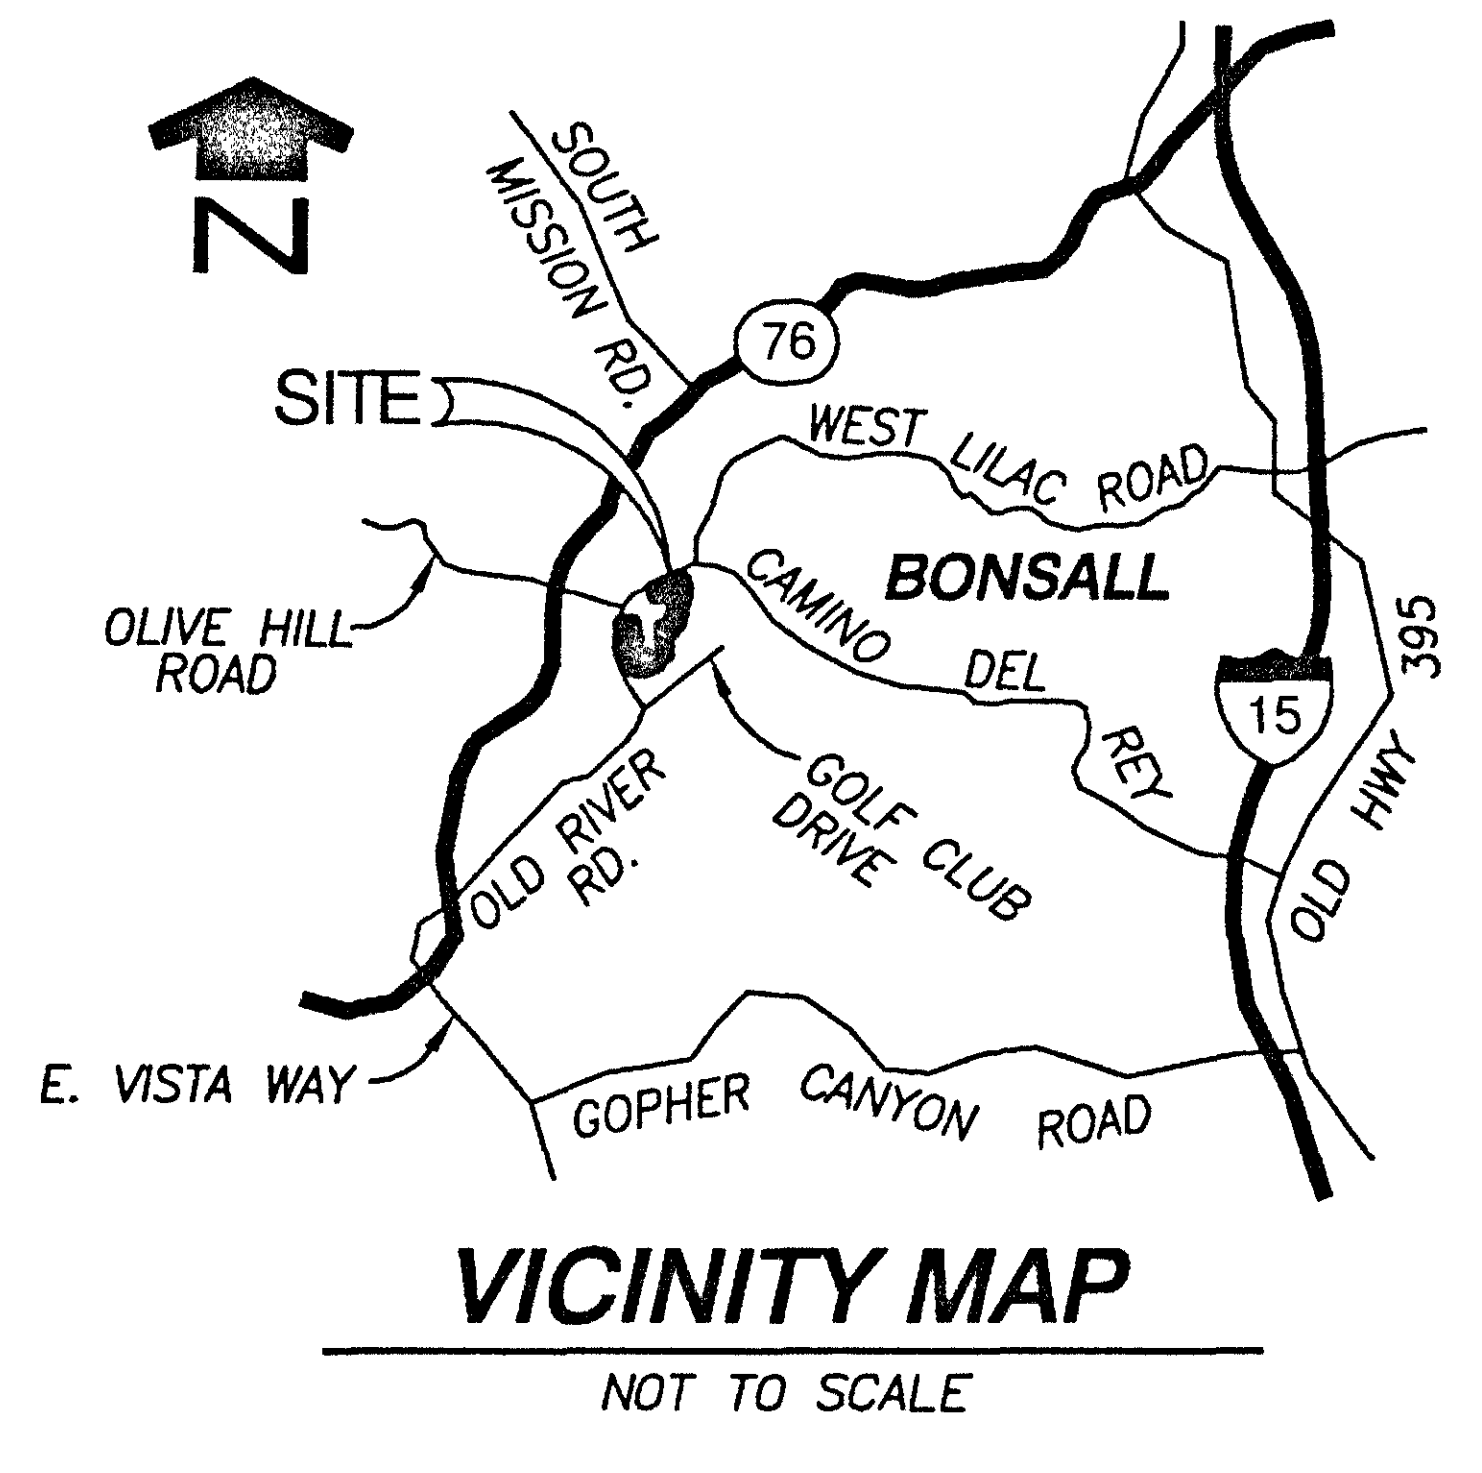 N
SOUTH
MISSION RD.
76
SITE
WEST LILAC ROAD
BONSALL
CAMINO DEL REY
OLIVE HILL
ROAD
15
OLD HWY 395
GOLF CLUB
DRIVE
OLD RIVER
RD.
E. VISTA WAY
GOPHER CANYON ROAD
VICINITY MAP
NOT TO SCALE